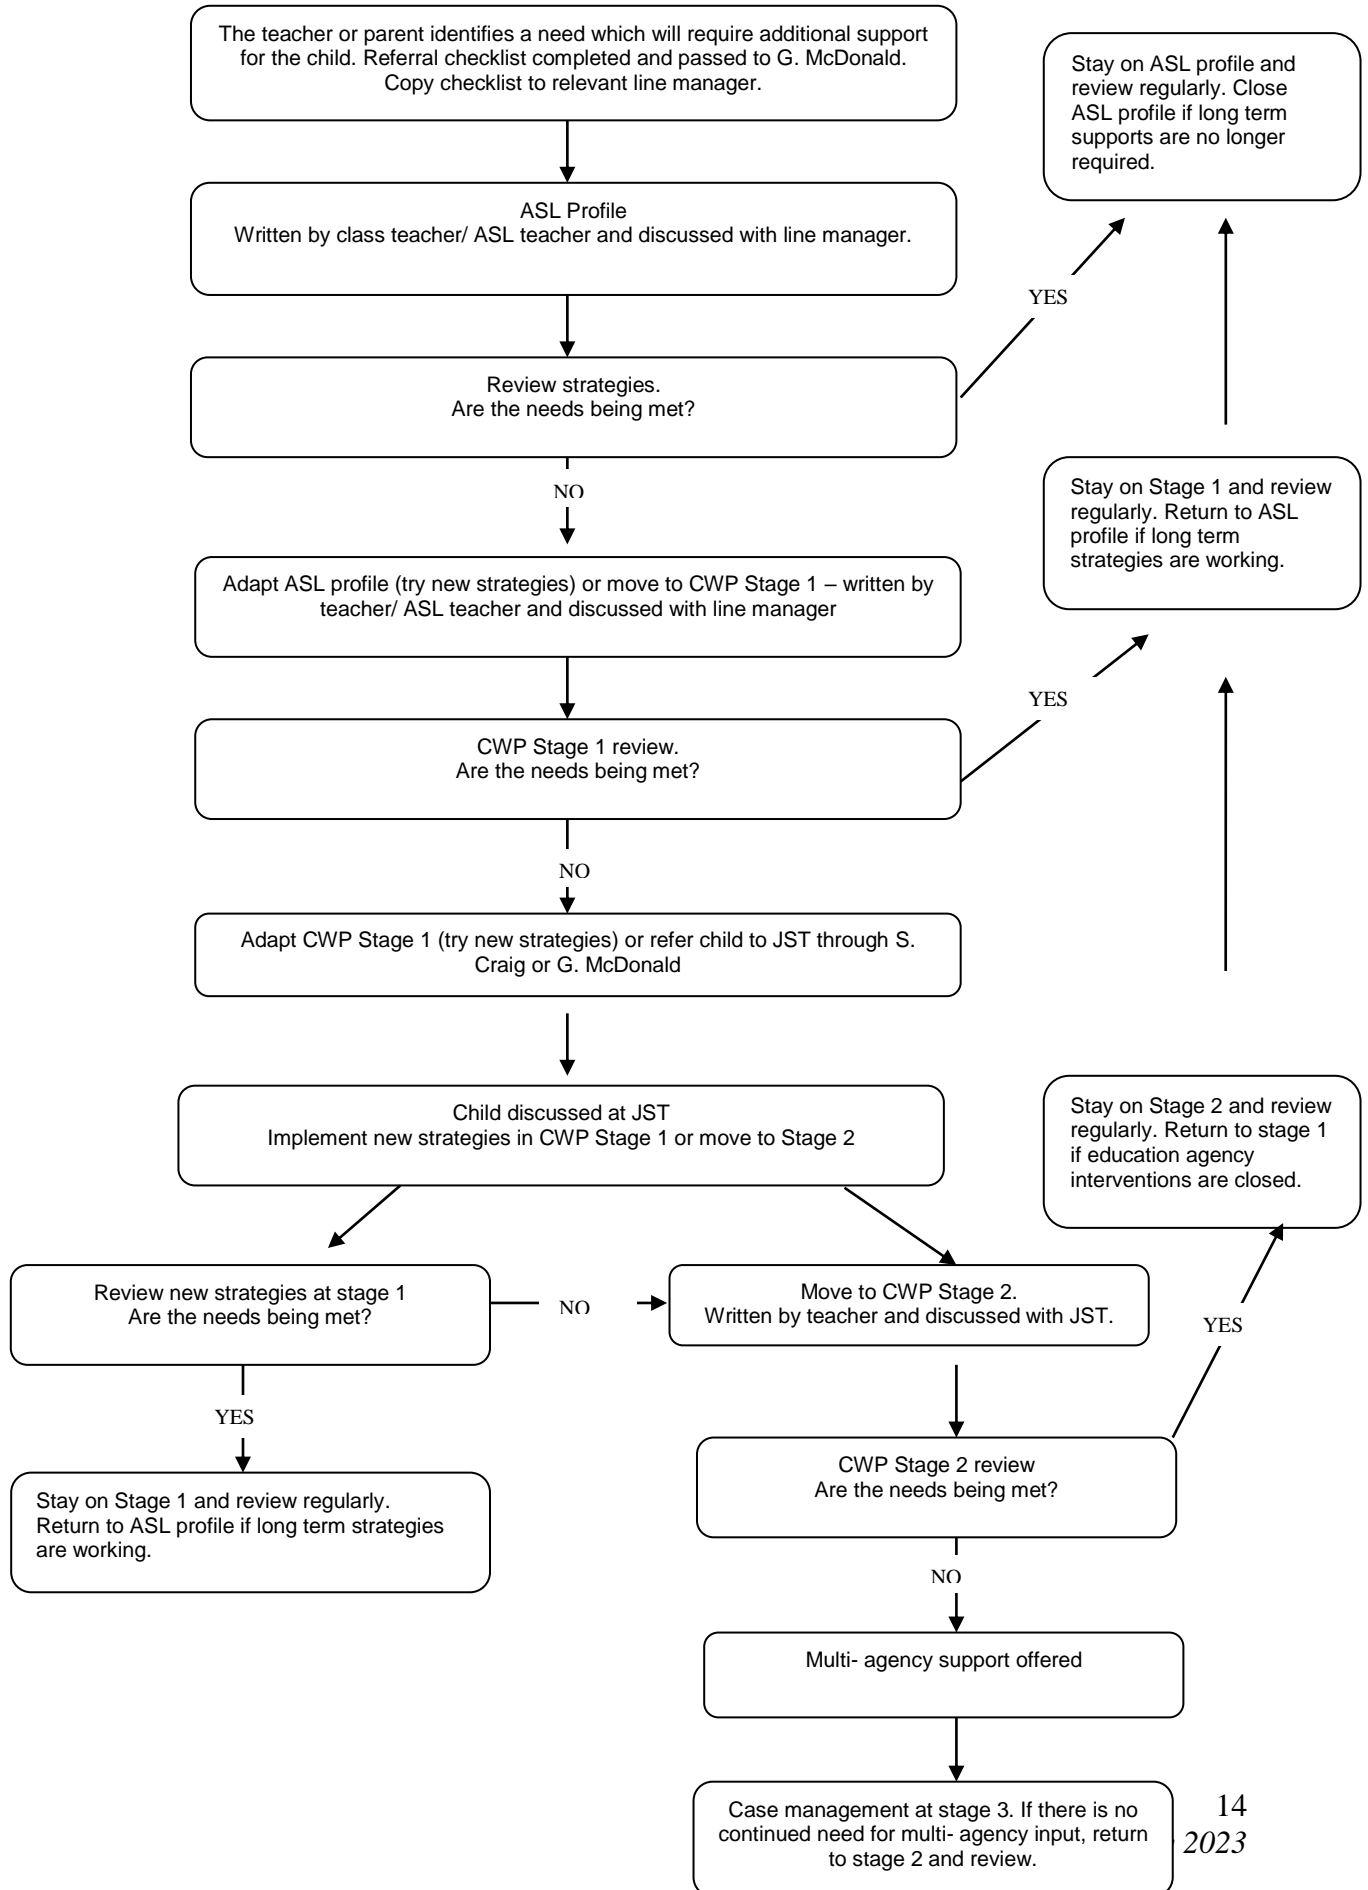 The teacher or parent identifies a need which will require additional support
for the child. Referral checklist completed and passed to G. McDonald.
Copy checklist to relevant line manager.
Stay on ASL profile and
review regularly. Close
ASL profile if long term
supports are no longer
required.
ASL Profile
Written by class teacher/ ASL teacher and discussed with line manager.
YES
Review strategies.
Are the needs being met?
NO
Stay on Stage 1 and review
regularly. Return to ASL
profile if long term
strategies are working.
Adapt ASL profile (try new strategies) or move to CWP Stage 1 – written by
teacher/ ASL teacher and discussed with line manager
YES
CWP Stage 1 review.
Are the needs being met?
NO
Adapt CWP Stage 1 (try new strategies) or refer child to JST through S.
Craig or G. McDonald
Child discussed at JST
Implement new strategies in CWP Stage 1 or move to Stage 2
Stay on Stage 2 and review
regularly. Return to stage 1
if education agency
interventions are closed.
Review new strategies at stage 1
Are the needs being met?
NO
Move to CWP Stage 2.
Written by teacher and discussed with JST.
YES
YES
CWP Stage 2 review
Are the needs being met?
Stay on Stage 1 and review regularly.
Return to ASL profile if long term strategies
are working.
NO
Multi- agency support offered
Case management at stage 3. If there is no
continued need for multi- agency input, return
to stage 2 and review.
14
2023